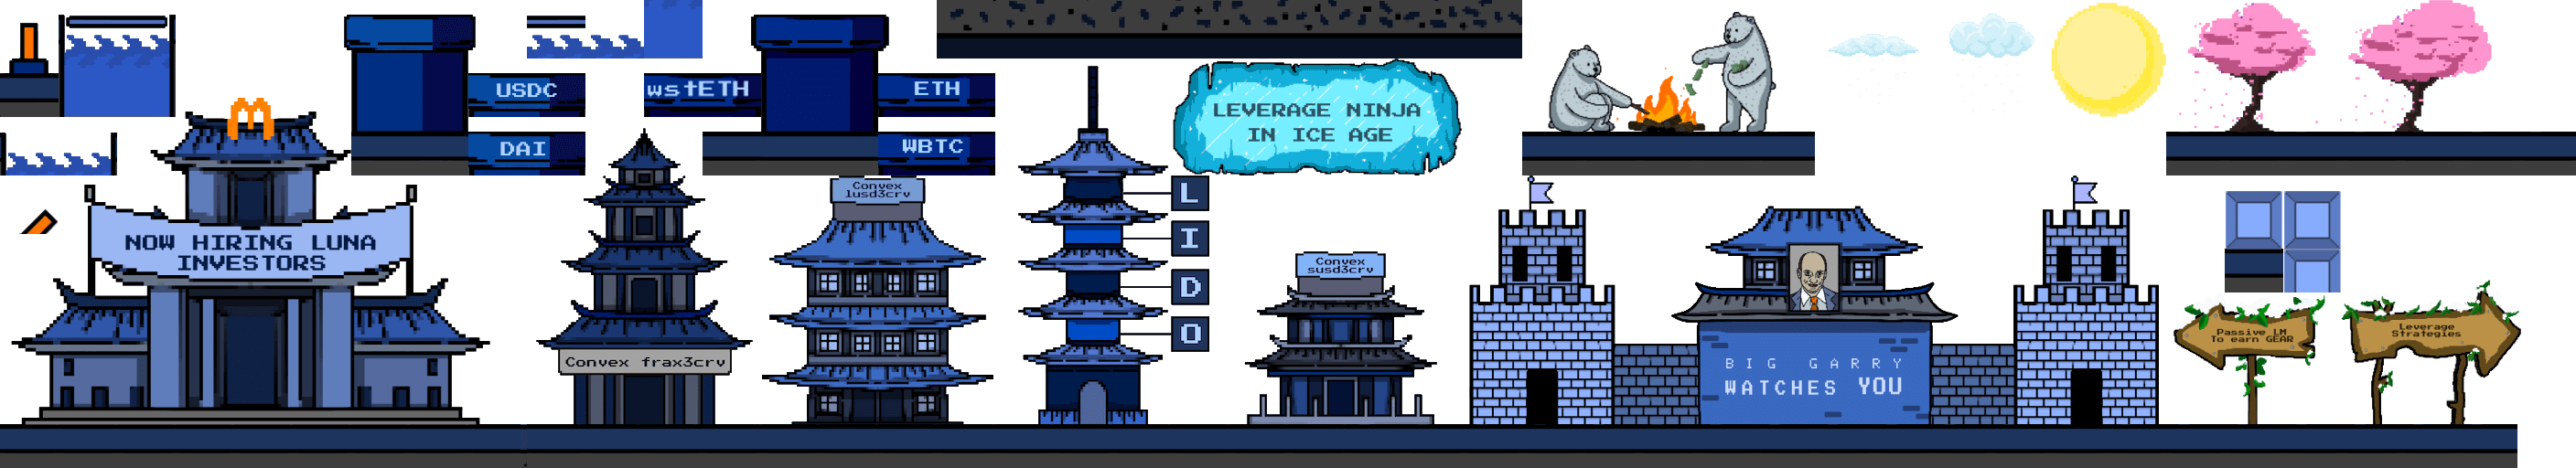 USDC
DAI
wstETH
ETH
WBTC
LEVERAGE NINJA
IN ICE AGE
NOW HIRING LUNA
INVESTORS
Convex frax3crv
Convex
lusd3crv
L
I
D
O
Convex
susd3crv
BIG GARRY
WATCHES YOU
Passive LM
To earn GEAR
Leverage
Strategies